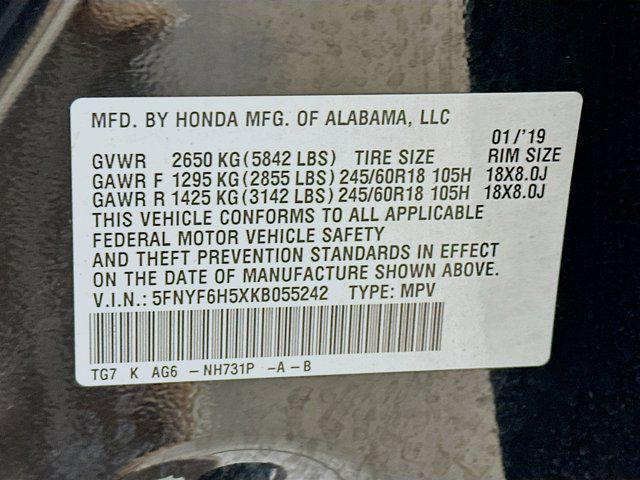 MFD. BY HONDA MFG. OF ALABAMA, LLC
01/'19
GVWR 2650 KG (5842 LBS) TIRE SIZE RIM SIZE
GAWR F 1295 KG (2855 LBS) 245/60R18 105H 18X8.0J
GAWR R 1425 KG (3142 LBS) 245/60R18 105H 18X8.0J
THIS VEHICLE CONFORMS TO ALL APPLICABLE
FEDERAL MOTOR VEHICLE SAFETY
AND THEFT PREVENTION STANDARDS IN EFFECT
ON THE DATE OF MANUFACTURE SHOWN ABOVE.
V.I.N.: 5FNYF6H5XKB055242 TYPE: MPV
TG7 K AG6 -NH731P -A-B